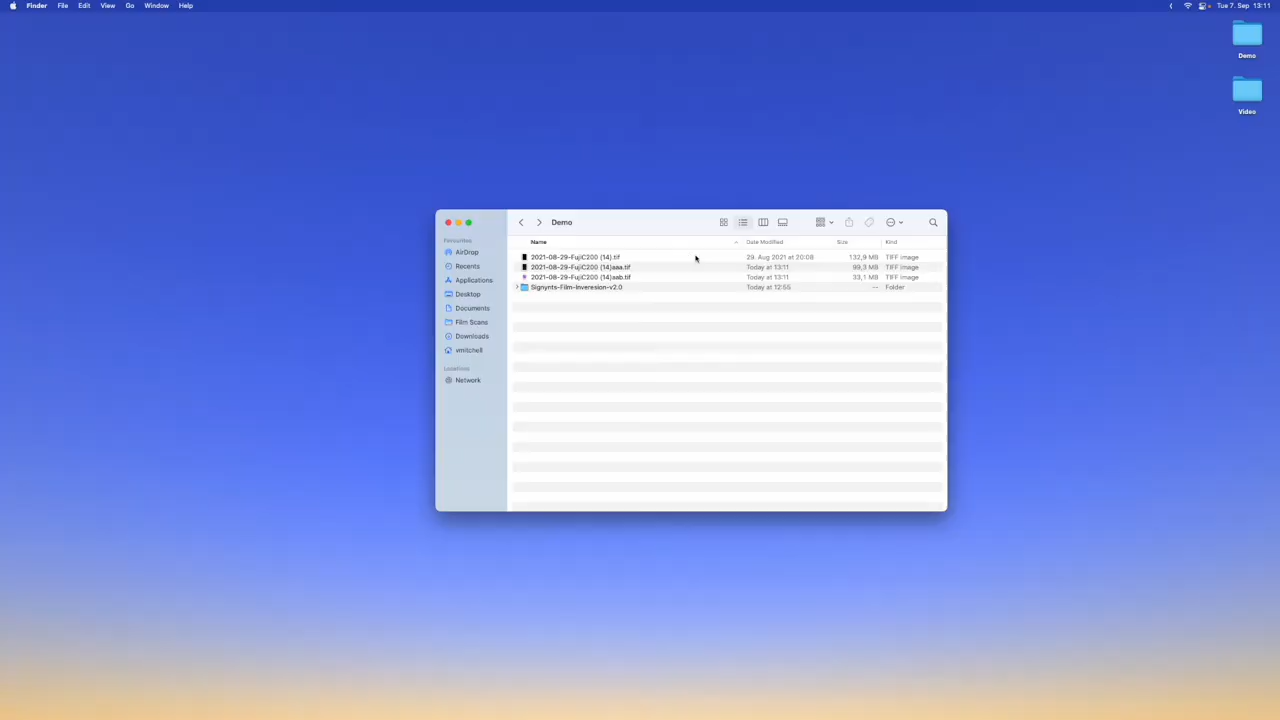 Finder File Edit View Go Window Help
Tue 7. Sep 13:11
Demo
Video
Demo
Favourites
AirDrop
Recents
Applications
Desktop
Documents
Film Scans
Downloads
vmitchell
Locations
Network
Name Date Modified Size Kind
2021-08-29-FujiC200 (14).tif 29. Aug 2021 at 20:08 132,9 MB TIFF image
2021-08-29-FujiC200 (14)aaa.tif Today at 13:11 99,3 MB TIFF image
2021-08-29-FujiC200 (14)aab.tif Today at 13:11 33,1 MB TIFF image
Signynts-Film-Inveresion-v2.0 Today at 12:55 -- Folder